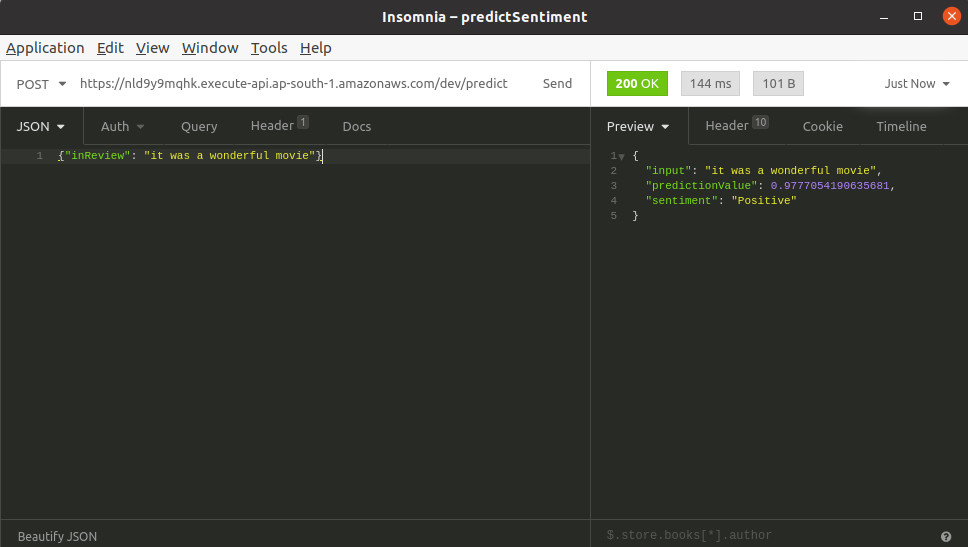 Insomnia – predictSentiment
Application Edit View Window Tools Help
POST https://nld9y9mqhk.execute-api.ap-south-1.amazonaws.com/dev/predict Send
200 OK 144 ms 101 B Just Now
JSON Auth Query Header 1 Docs
Preview Header 10 Cookie Timeline
1 {"inReview": "it was a wonderful movie"}
1 {
2 "input": "it was a wonderful movie",
3 "predictionValue": 0.9777054190635681,
4 "sentiment": "Positive"
5 }
Beautify JSON
$.store.books[*].author
?